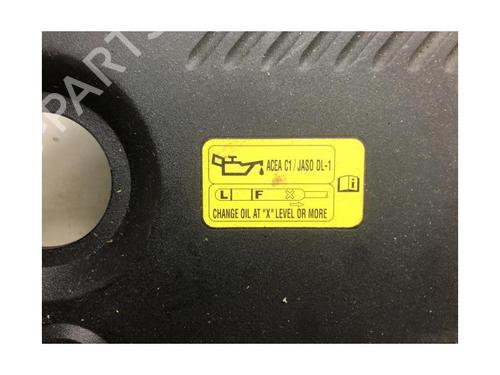 ACEA C1 / JASO DL-1
L F X
CHANGE OIL AT "X" LEVEL OR MORE